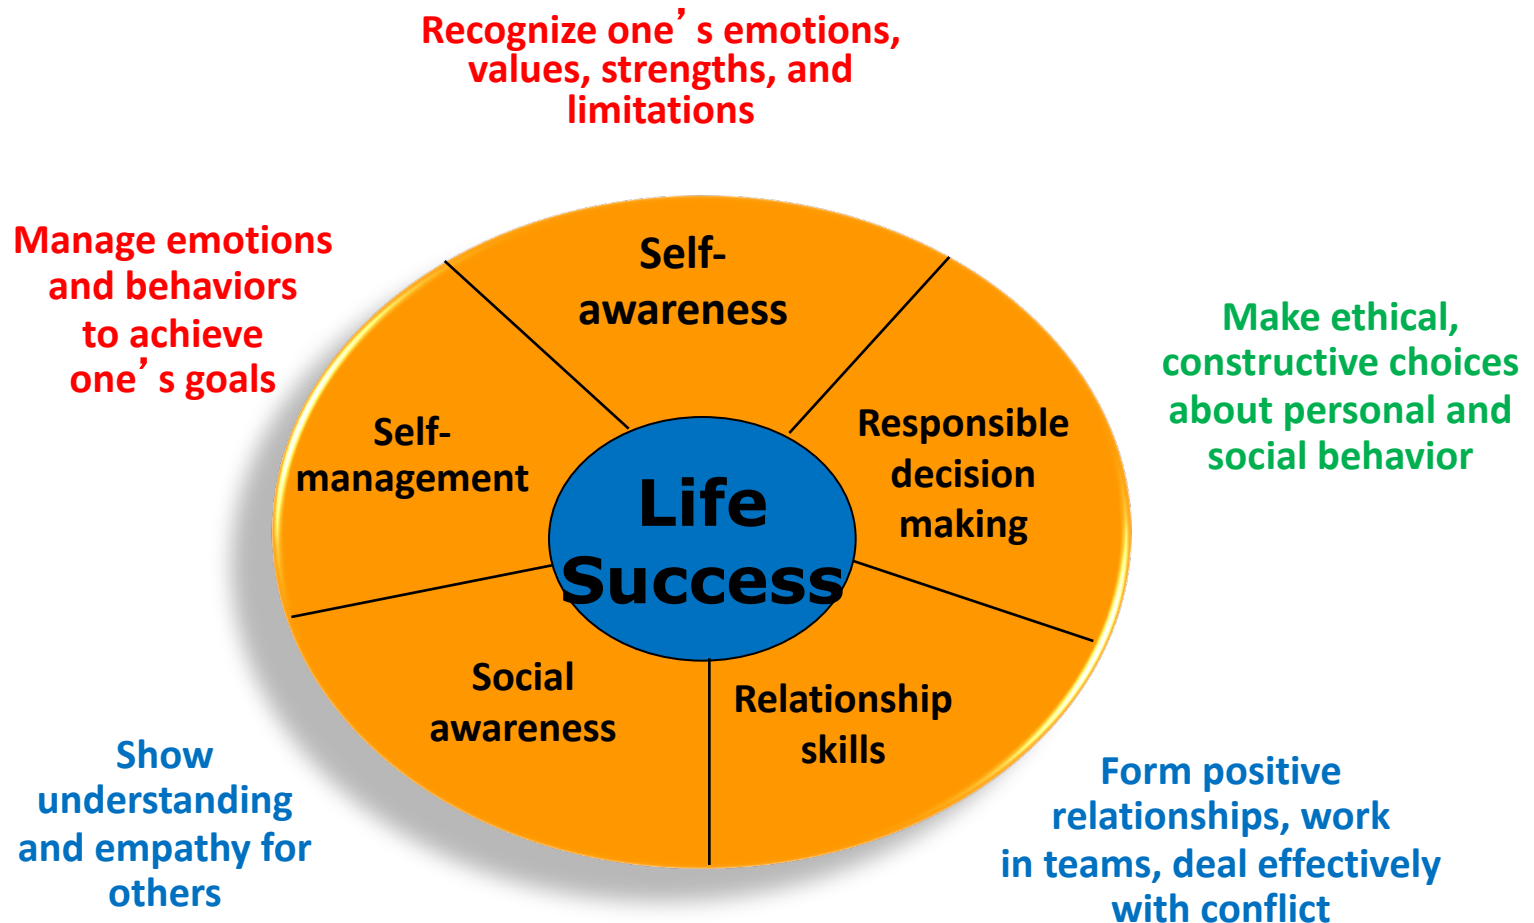 Recognize one’s emotions,
values, strengths, and
limitations
Manage emotions
and behaviors
to achieve
one’s goals
Self-
awareness
Make ethical,
constructive choices
about personal and
social behavior
Self-
management
Responsible
decision
making
Life
Success
Social
awareness
Relationship
skills
Show
understanding
and empathy for
others
Form positive
relationships, work
in teams, deal effectively
with conflict